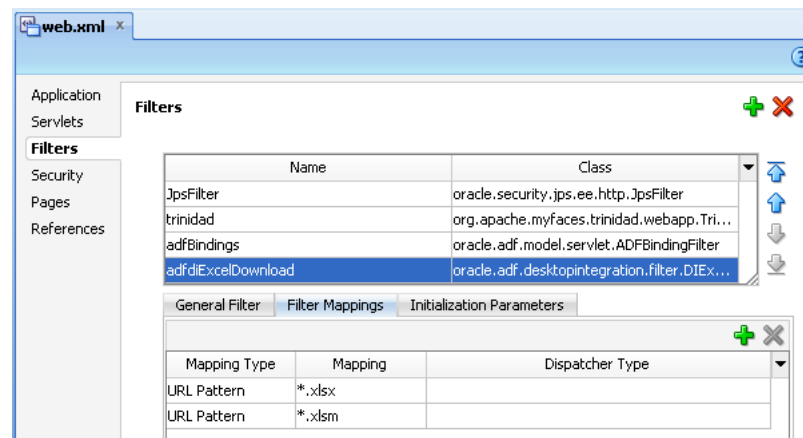 web.xml
Application
Servlets
Filters
Security
Pages
References
Filters
Name Class
JpsFilter oracle.security.jps.ee.http.JpsFilter
trinidad org.apache.myfaces.trinidad.webapp.Tri...
adfBindings oracle.adf.model.servlet.ADFBindingFilter
adfdiExcelDownload oracle.adf.desktopintegration.filter.DIEx...
General Filter Filter Mappings Initialization Parameters
Mapping Type Mapping Dispatcher Type
URL Pattern *.xlsx
URL Pattern *.xlsm